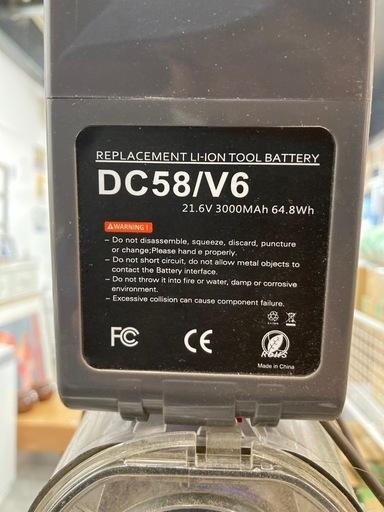 REPLACEMENT LI-ION TOOL BATTERY
DC58/V6
21.6V 3000MAh 64.8Wh
WARNING!
– Do not disassemble, squeeze, discard, puncture
or change;Please hand e properly.
– Do not short circuit, do not allow metal objects to
contact the Battery interface.
– Do not throw it into fire or water, damp or corrosive
environment.
– Excessive collision can cause component failure.
FC
CE
RoHS
Made in China